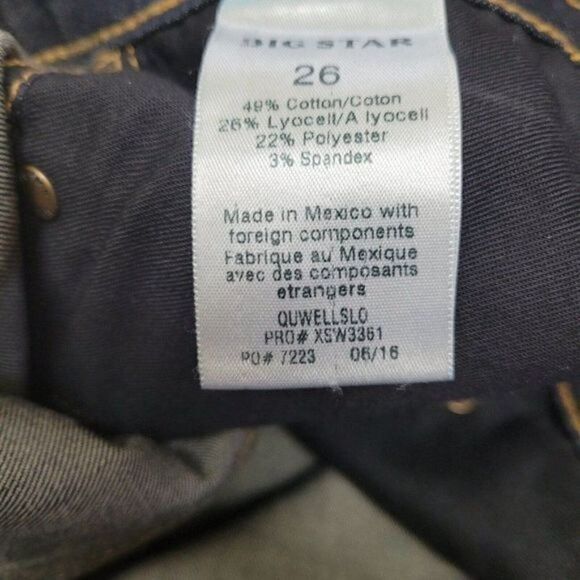 BIG STAR
26
49% Cotton/Coton
26% Lyocell/A lyocell
22% Polyester
3% Spandex
Made in Mexico with
foreign components
Fabrique au Mexique
avec des composants
etrangers
QUWELLSLO
PRO# XSW3361
PO# 7223 06/16